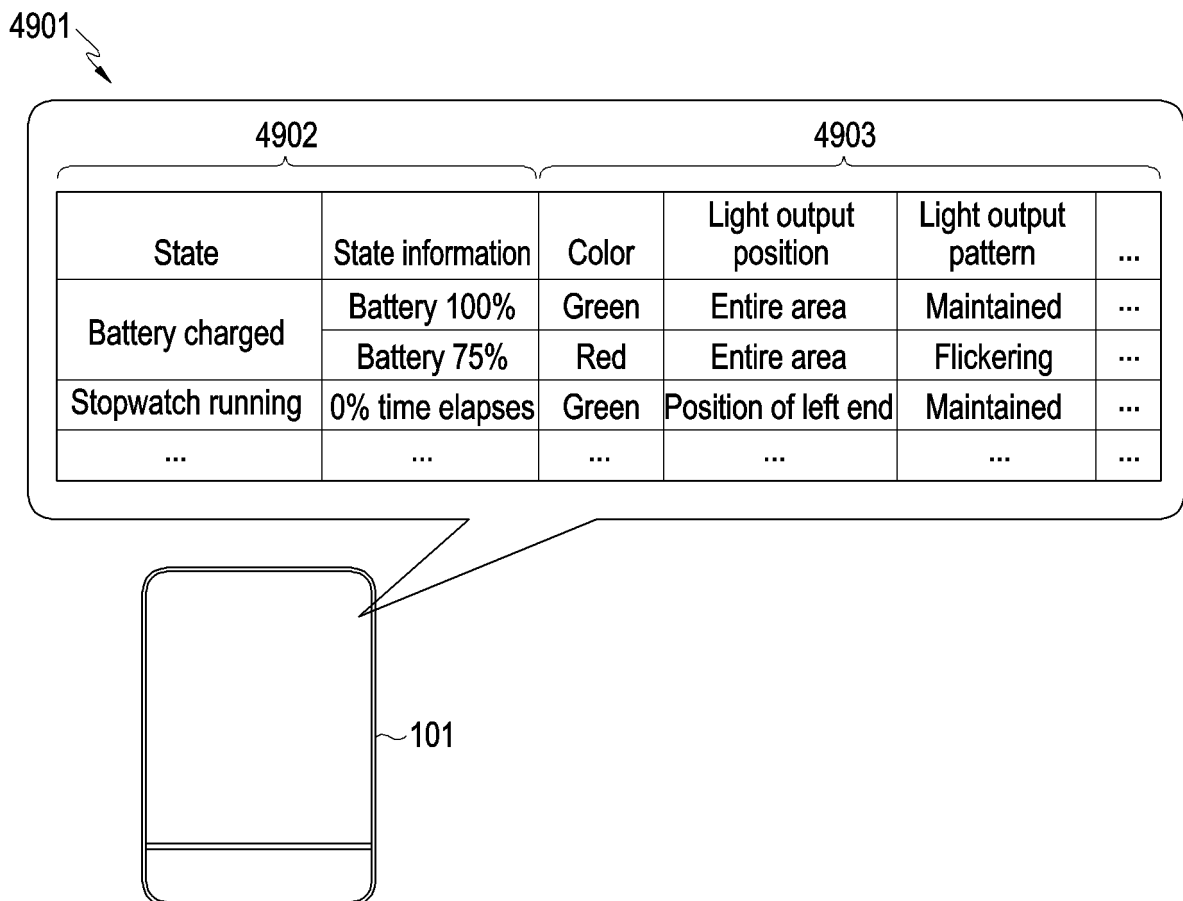 4901
4902 4903
State State information Color Light output position Light output pattern ...
Battery charged Battery 100% Green Entire area Maintained ...
Battery 75% Red Entire area Flickering ...
Stopwatch running 0% time elapses Green Position of left end Maintained ...
... ... ... ... ... ...
101